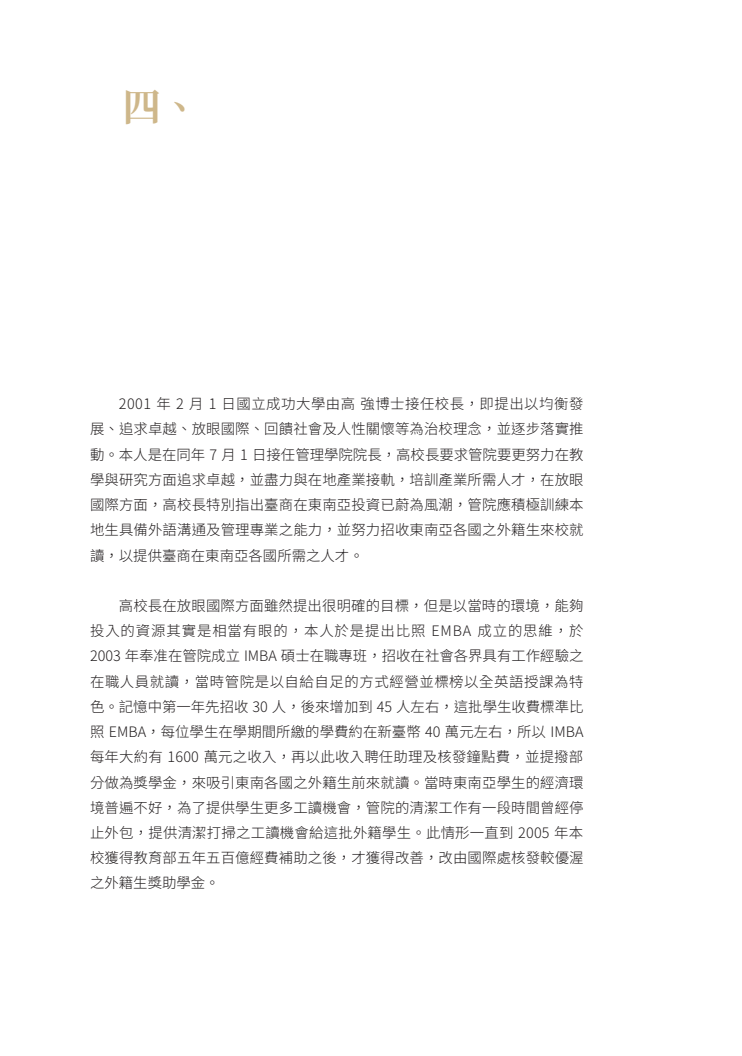 四、
2001 年 2 月 1 日國立成功大學由高 強博士接任校長，即提出以均衡發
展、追求卓越、放眼國際、回饋社會及人性關懷等為治校理念，並逐步落實推
動。本人是在同年 7 月 1 日接任管理學院院長，高校長要求管院要更努力在教
學與研究方面追求卓越，並盡力與在地產業接軌，培訓產業所需人才，在放眼
國際方面，高校長特別指出臺商在東南亞投資已蔚為風潮，管院應積極訓練本
地生具備外語溝通及管理專業之能力，並努力招收東南亞各國之外籍生來校就
讀，以提供臺商在東南亞各國所需之人才。
高校長在放眼國際方面雖然提出很明確的目標，但是以當時的環境，能夠
投入的資源其實是相當有眼的，本人於是提出比照 EMBA 成立的思維，於
2003 年奉准在管院成立 IMBA 碩士在職專班，招收在社會各界具有工作經驗之
在職人員就讀，當時管院是以自給自足的方式經營並標榜以全英語授課為特
色。記憶中第一年先招收 30 人，後來增加到 45 人左右，這批學生收費標準比
照 EMBA，每位學生在學期間所繳的學費約在新臺幣 40 萬元左右，所以 IMBA
每年大約有 1600 萬元之收入，再以此收入聘任助理及核發鐘點費，並提撥部
分做為獎學金，來吸引東南各國之外籍生前來就讀。當時東南亞學生的經濟環
境普遍不好，為了提供學生更多工讀機會，管院的清潔工作有一段時間曾經停
止外包，提供清潔打掃之工讀機會給這批外籍學生。此情形一直到 2005 年本
校獲得教育部五年五百億經費補助之後，才獲得改善，改由國際處核發較優渥
之外籍生獎助學金。